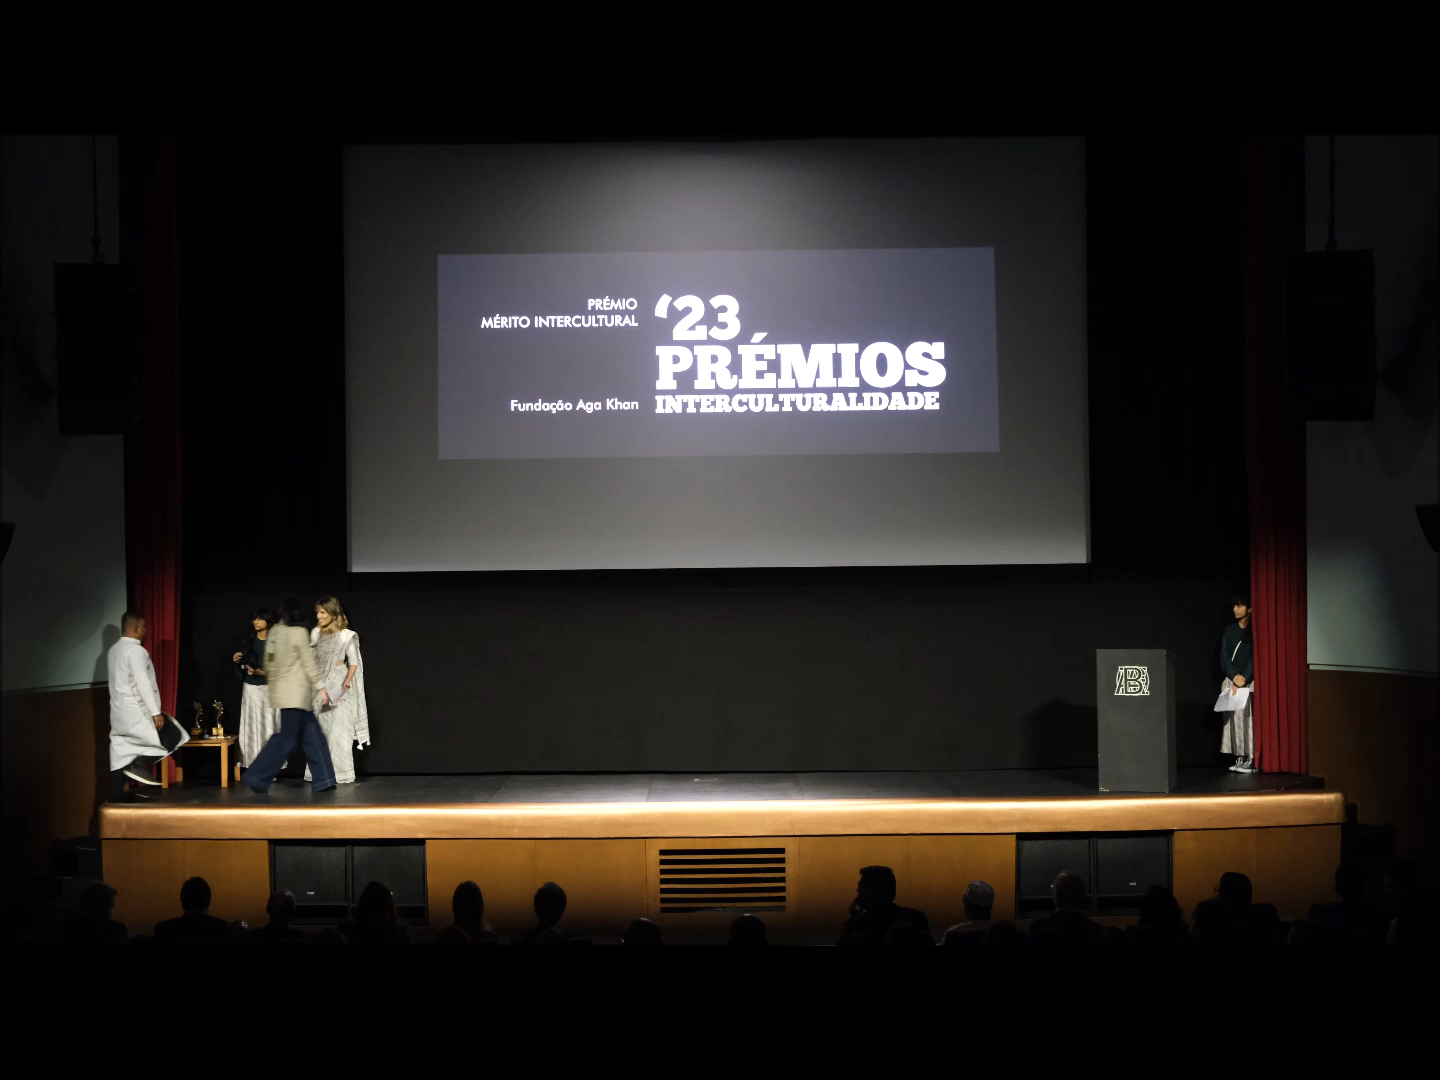 PRÉMIO
MÉRITO INTERCULTURAL
Fundação Aga Khan
‘23
PRÉMIOS
INTERCULTURALIDADE